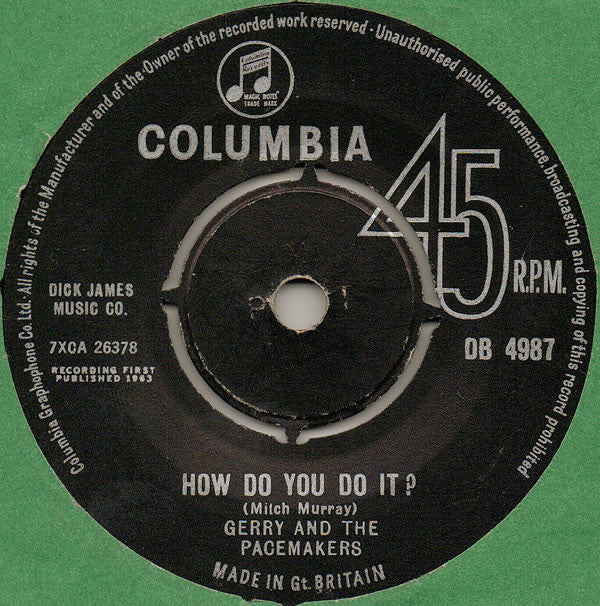 Columbia Graphophone Co. Ltd. · All rights of the Manufacturer and of the Owner of the recorded work reserved · Unauthorised public performance, broadcasting and copying of this record prohibited
Columbia
Records
MAGIC NOTES
TRADE MARK
COLUMBIA
45
R.P.M.
DICK JAMES
MUSIC CO.
7XCA 26378
DB 4987
RECORDING FIRST
PUBLISHED 1963
HOW DO YOU DO IT?
(Mitch Murray)
GERRY AND THE
PACEMAKERS
MADE IN Gt. BRITAIN